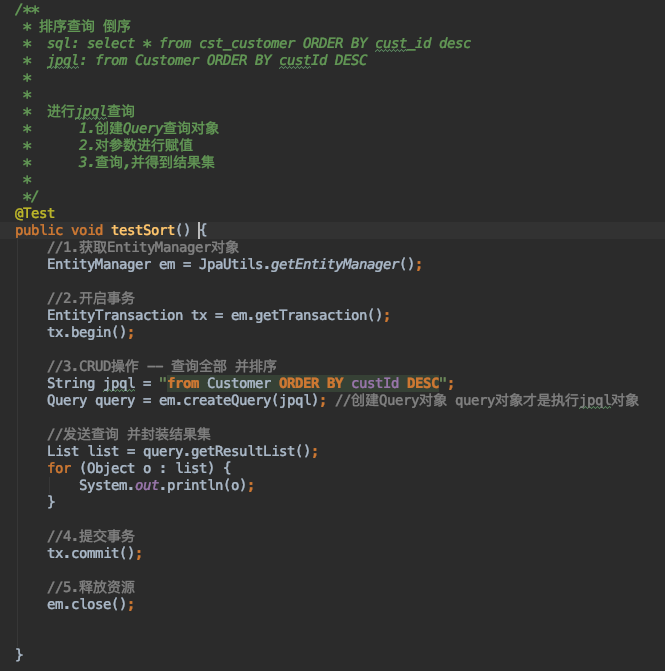 /**
 * 排序查询 倒序
 *  sql: select * from cst_customer ORDER BY cust_id desc
 *  jpql: from Customer ORDER BY custId DESC
 *
 *
 *  进行jpql查询
 *      1.创建Query查询对象
 *      2.对参数进行赋值
 *      3.查询,并得到结果集
 *
 */
@Test
public void testSort() {
    //1.获取EntityManager对象
    EntityManager em = JpaUtils.getEntityManager();
    //2.开启事务
    EntityTransaction tx = em.getTransaction();
    tx.begin();
    //3.CRUD操作 -- 查询全部 并排序
    String jpql = "from Customer ORDER BY custId DESC";
    Query query = em.createQuery(jpql); //创建Query对象 query对象才是执行jpql对象
    //发送查询 并封装结果集
    List list = query.getResultList();
    for (Object o : list) {
        System.out.println(o);
    }
    //4.提交事务
    tx.commit();
    //5.释放资源
    em.close();
}